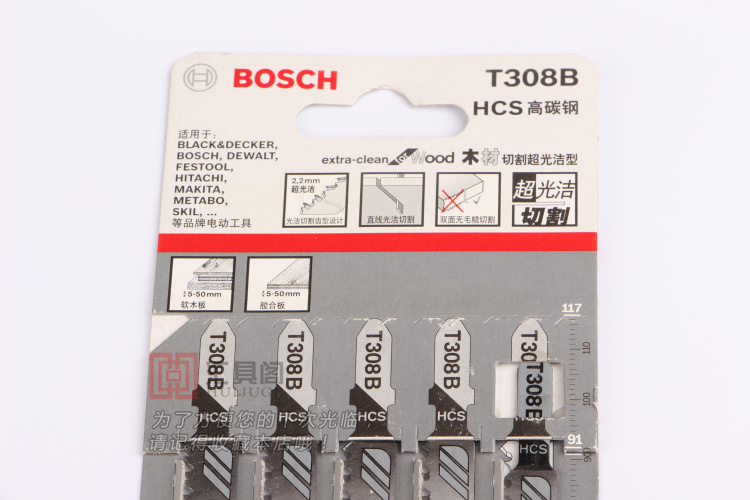 BOSCH
T308B
HCS 高碳钢
适用于:
BLACK&DECKER,
BOSCH, DEWALT,
FESTOOL,
HITACHI,
MAKITA,
METABO,
SKIL, ...
等品牌电动工具
extra-clean for Wood 木材 切割超光洁型
2,2mm
超光洁
光洁切割齿型设计
直线光洁切割
双面无毛糙切割
超光洁
切割
5-50mm
软木板
5-50mm
胶合板
117
110
100
91
90
T308B
HCS
T308B
HCS
T308B
HCS
T308B
HCS
T308B
T308B
HCS
工具阁
为了方便您的下次光临,
请记得收藏本店哦!